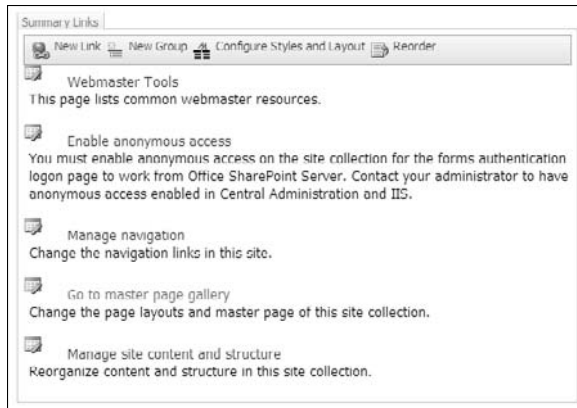 Summary Links
New Link New Group Configure Styles and Layout Reorder
Webmaster Tools
This page lists common webmaster resources.
Enable anonymous access
You must enable anonymous access on the site collection for the forms authentication
logon page to work from Office SharePoint Server. Contact your administrator to have
anonymous access enabled in Central Administration and IIS.
Manage navigation
Change the navigation links in this site.
Go to master page gallery
Change the page layouts and master page of this site collection.
Manage site content and structure
Reorganize content and structure in this site collection.